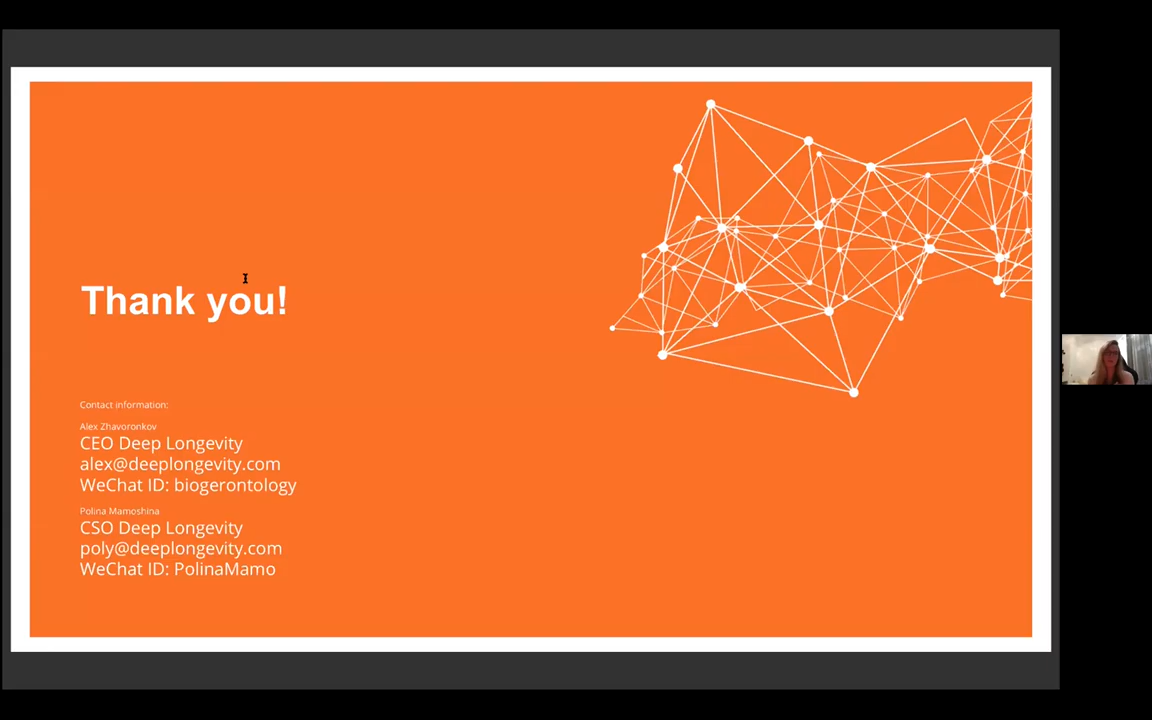 Thank you!
Contact information:
Alex Zhavoronkov
CEO Deep Longevity
alex@deeplongevity.com
WeChat ID: biogerontology
Polina Mamoshina
CSO Deep Longevity
poly@deeplongevity.com
WeChat ID: PolinaMamo